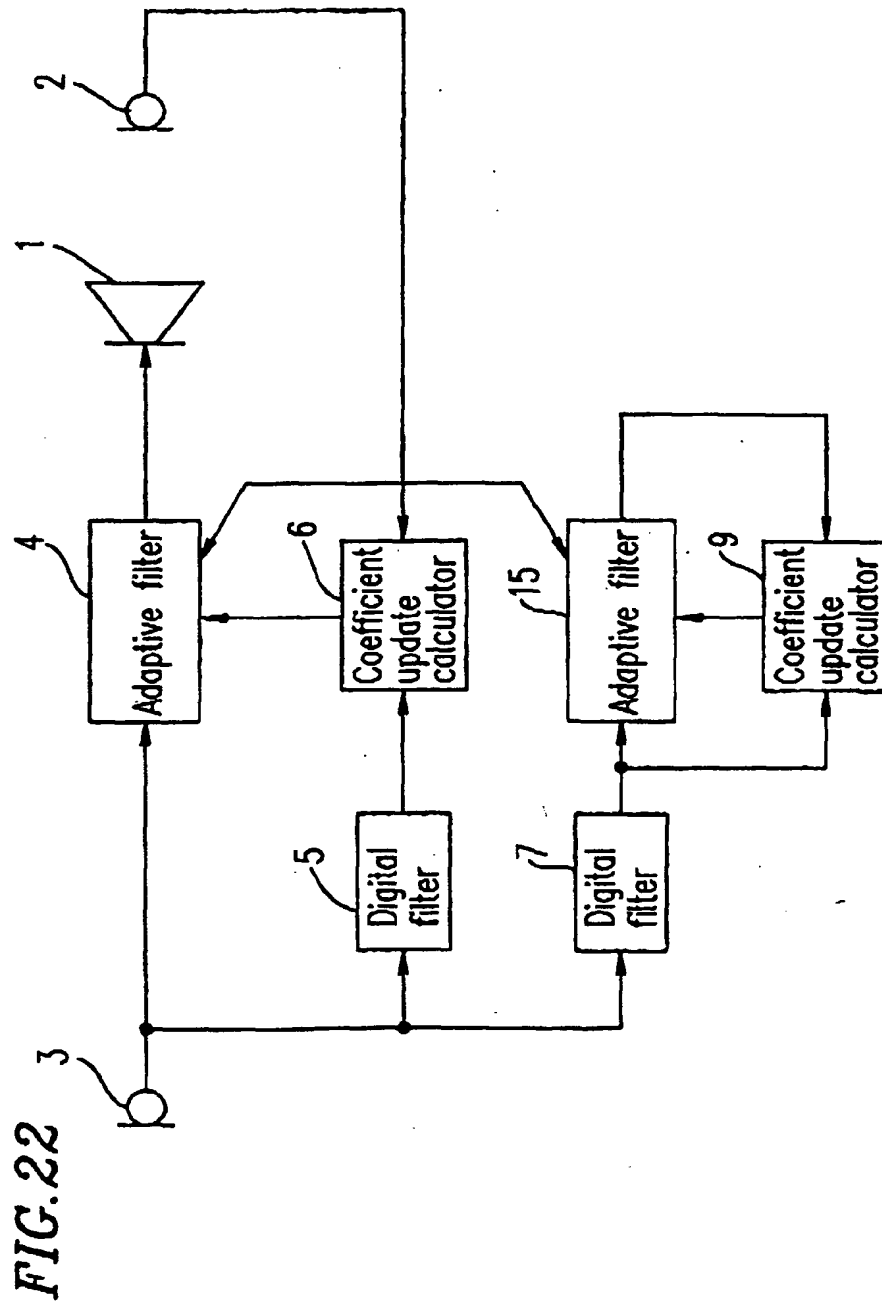 FIG.22
3
4
Adaptive filter
1
2
5
Digital
filter
6
Coefficient
update
calculator
7
Digital
filter
15
Adaptive filter
9
Coefficient
update
calculator